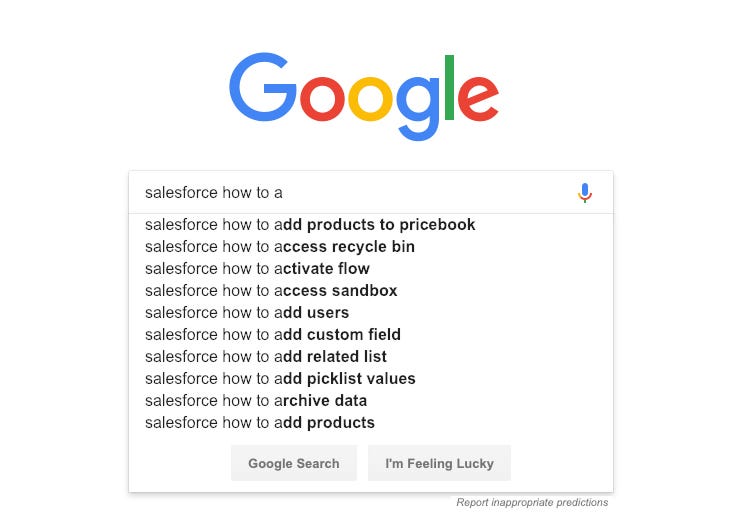 Google
salesforce how to a
salesforce how to add products to pricebook
salesforce how to access recycle bin
salesforce how to activate flow
salesforce how to access sandbox
salesforce how to add users
salesforce how to add custom field
salesforce how to add related list
salesforce how to add picklist values
salesforce how to archive data
salesforce how to add products
Google Search I'm Feeling Lucky
Report inappropriate predictions